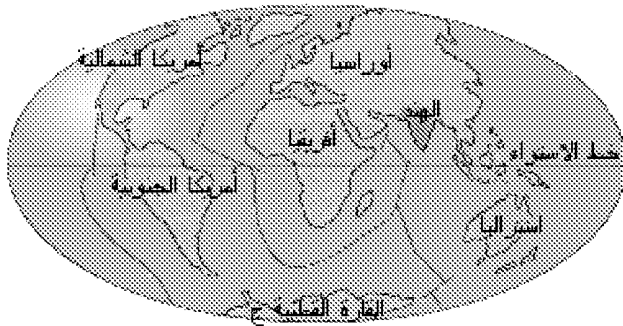 أمريكا الشمالية
أوراسيا
الهند
أفريقيا
خط الاستواء
أمريكا الجنوبية
استراليا
القارة القطبية ج